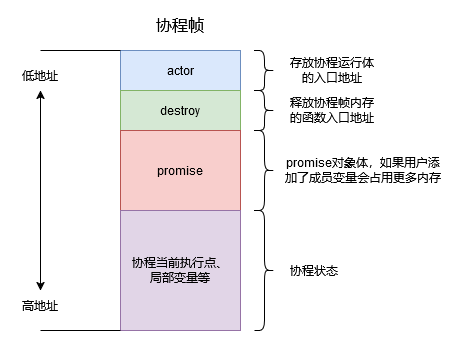 协程帧
低地址
actor
存放协程运行体
的入口地址
destroy
释放协程帧内存
的函数入口地址
promise
promise对象体，如果用户添
加了成员变量会占用更多内存
协程当前执行点、
局部变量等
协程状态
高地址